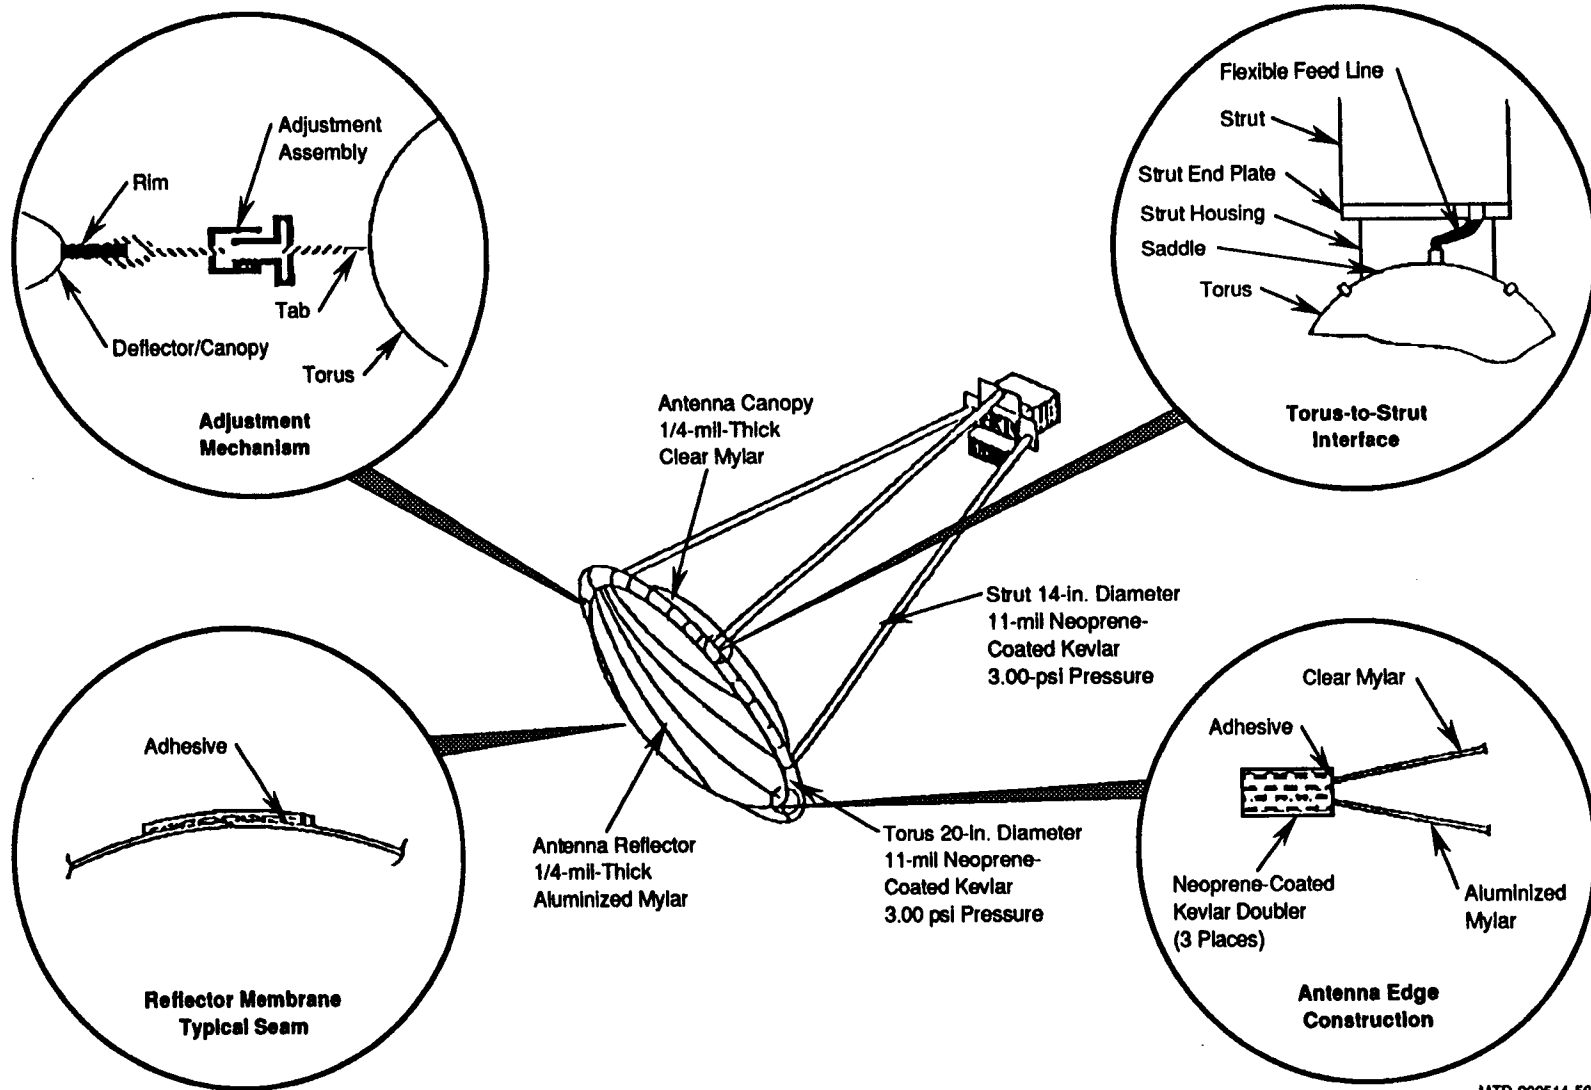 Adjustment
Assembly
Rim
Tab
Deflector/Canopy
Torus
Adjustment
Mechanism
Flexible Feed Line
Strut
Strut End Plate
Strut Housing
Saddle
Torus
Torus-to-Strut
Interface
Antenna Canopy
1/4-mil-Thick
Clear Mylar
Strut 14-in. Diameter
11-mil Neoprene-
Coated Kevlar
3.00-psi Pressure
Adhesive
Reflector Membrane
Typical Seam
Antenna Reflector
1/4-mil-Thick
Aluminized Mylar
Torus 20-in. Diameter
11-mil Neoprene-
Coated Kevlar
3.00 psi Pressure
Clear Mylar
Adhesive
Neoprene-Coated
Kevlar Doubler
(3 Places)
Aluminized
Mylar
Antenna Edge
Construction